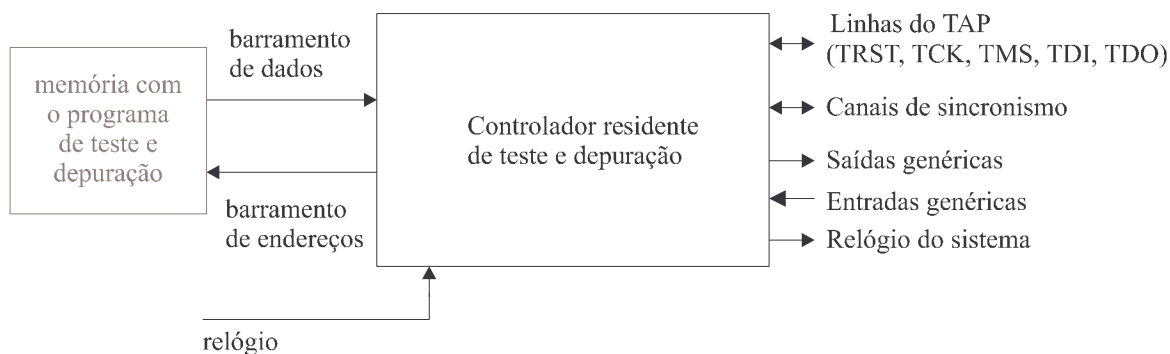 barramento
de dados
memória com
o programa
de teste e
depuração
barramento
de endereços
relógio
Controlador residente
de teste e depuração
Linhas do TAP
(TRST, TCK, TMS, TDI, TDO)
Canais de sincronismo
Saídas genéricas
Entradas genéricas
Relógio do sistema